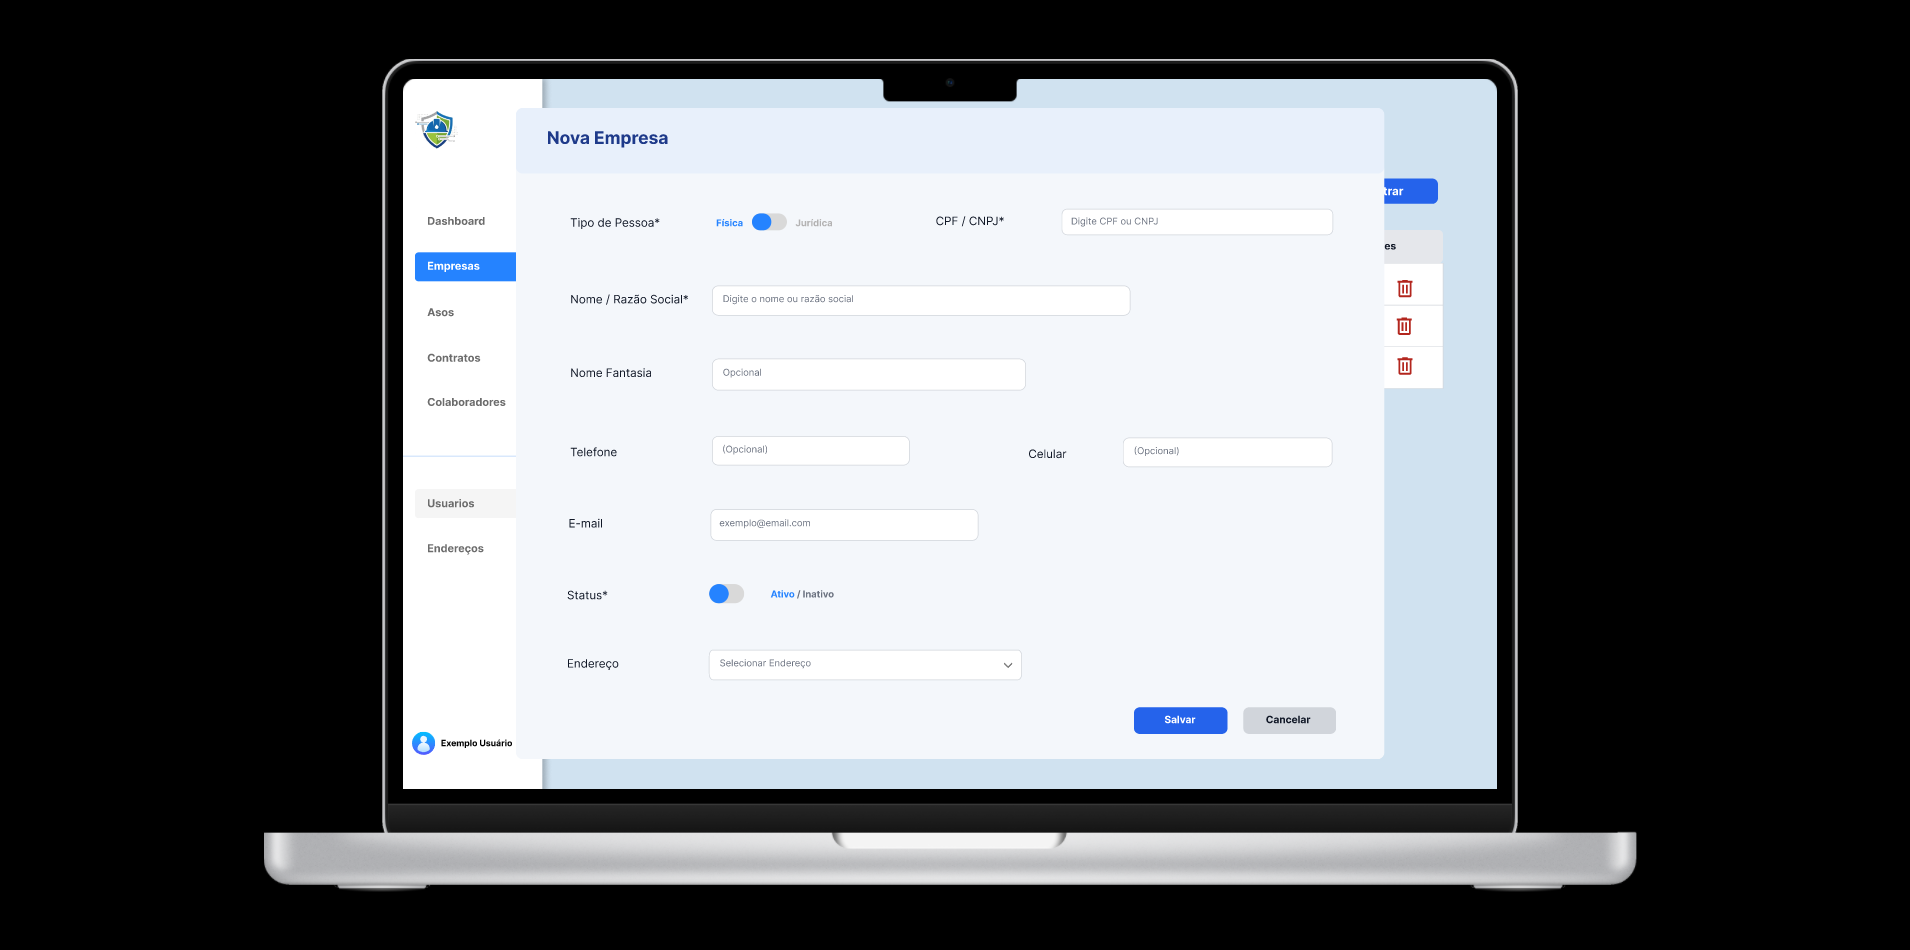 Nova Empresa
Dashboard
Empresas
Asos
Contratos
Colaboradores
Usuarios
Endereços
Exemplo Usuário
Tipo de Pessoa*
Física
Jurídica
CPF / CNPJ*
Digite CPF ou CNPJ
Nome / Razão Social*
Digite o nome ou razão social
Nome Fantasia
Opcional
Telefone
(Opcional)
Celular
(Opcional)
E-mail
exemplo@email.com
Status*
Ativo / Inativo
Endereço
Selecionar Endereço
Salvar
Cancelar
trar
es